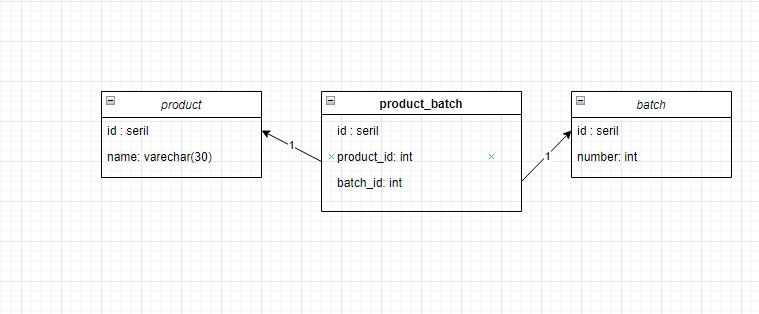 product
id : seril
name: varechar(30)
1
product_batch
id : seril
product_id: int
batch_id: int
1
batch
id : seril
number: int